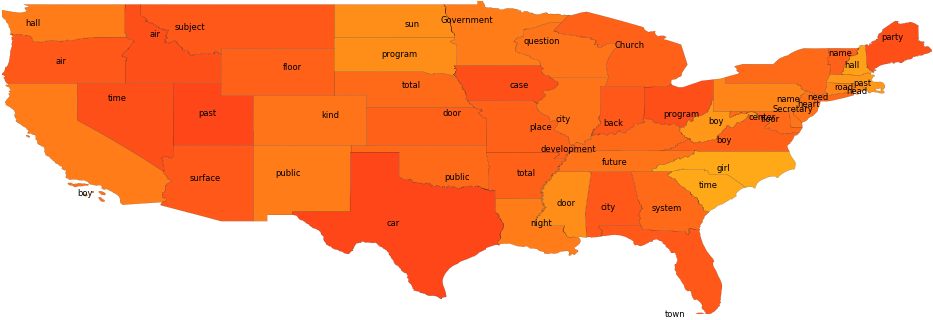 hall
air
subject
sun
Government
party
question
Church
name
hall
air
floor
program
total
case
road
past
head
time
past
kind
door
place
city
back
program
boy
name
need
heart
Secretary
center
floor
boy
development
future
girl
surface
public
public
total
time
boy
door
city
system
car
night
town